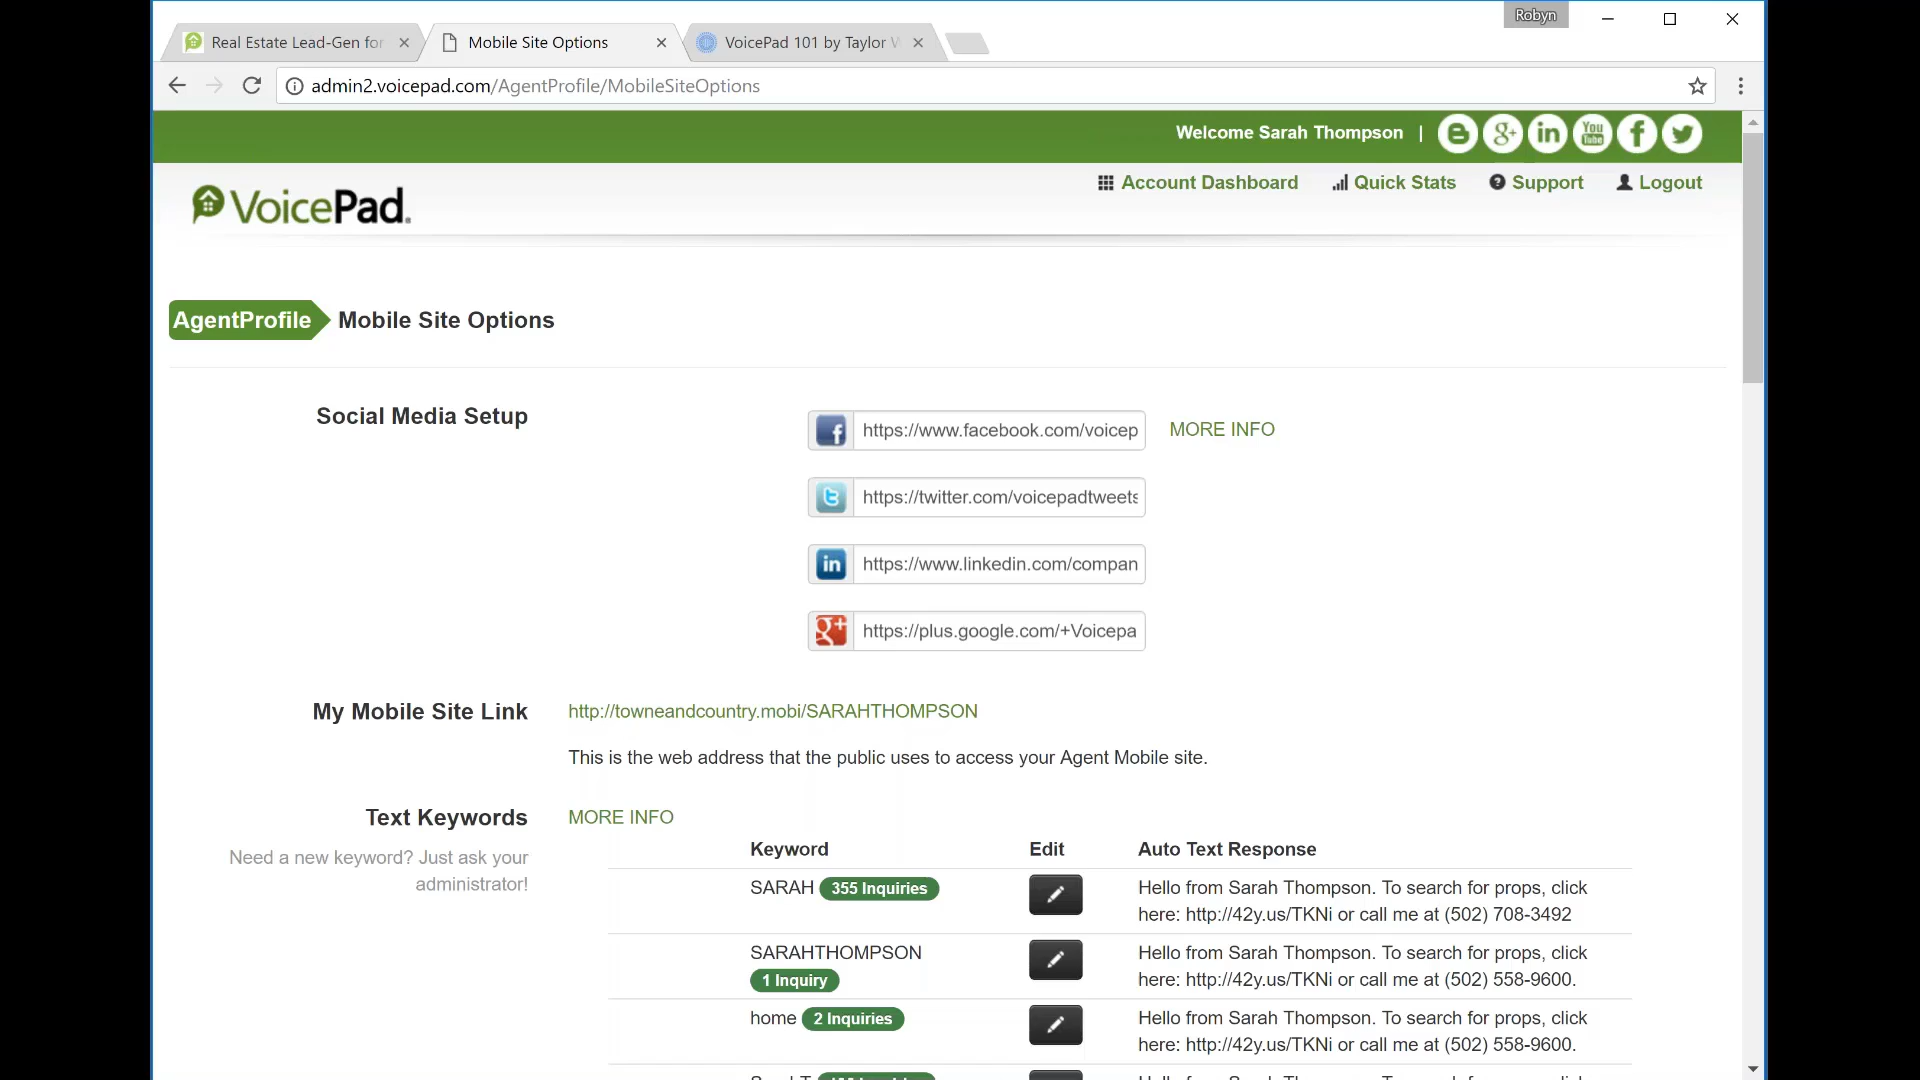 Robyn
Real Estate Lead-Gen for
Mobile Site Options
VoicePad 101 by Taylor
admin2.voicepad.com/AgentProfile/MobileSiteOptions
Welcome Sarah Thompson |
You Tube
Account Dashboard
Quick Stats
Support
Logout
VoicePad.
AgentProfile
Mobile Site Options
Social Media Setup
https://www.facebook.com/voicep
MORE INFO
https://twitter.com/voicepadtweets
https://www.linkedin.com/compan
https://plus.google.com/+Voicepa
My Mobile Site Link
http://towneandcountry.mobi/SARAHTHOMPSON
This is the web address that the public uses to access your Agent Mobile site.
Text Keywords
MORE INFO
Need a new keyword? Just ask your
administrator!
Keyword
Edit
Auto Text Response
SARAH 355 Inquiries
Hello from Sarah Thompson. To search for props, click
here: http://42y.us/TKNi or call me at (502) 708-3492
SARAHTHOMPSON
1 Inquiry
Hello from Sarah Thompson. To search for props, click
here: http://42y.us/TKNi or call me at (502) 558-9600.
home 2 Inquiries
Hello from Sarah Thompson. To search for props, click
here: http://42y.us/TKNi or call me at (502) 558-9600.